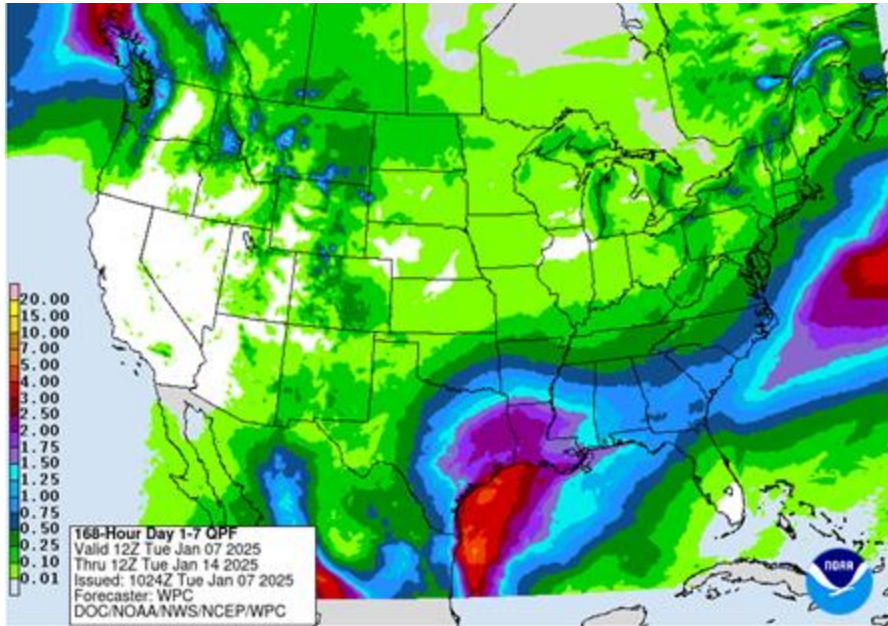 20.00
15.00
10.00
7.00
5.00
4.00
3.00
2.50
2.00
1.75
1.50
1.25
1.00
0.75
0.50
0.25
0.10
0.01
168-Hour Day 1-7 QPF
Valid 12Z Tue Jan 07 2025
Thru 12Z Tue Jan 14 2025
Issued: 1024Z Tue Jan 07 2025
Forecaster: WPC
DOC/NOAA/NWS/NCEP/WPC
NOAA